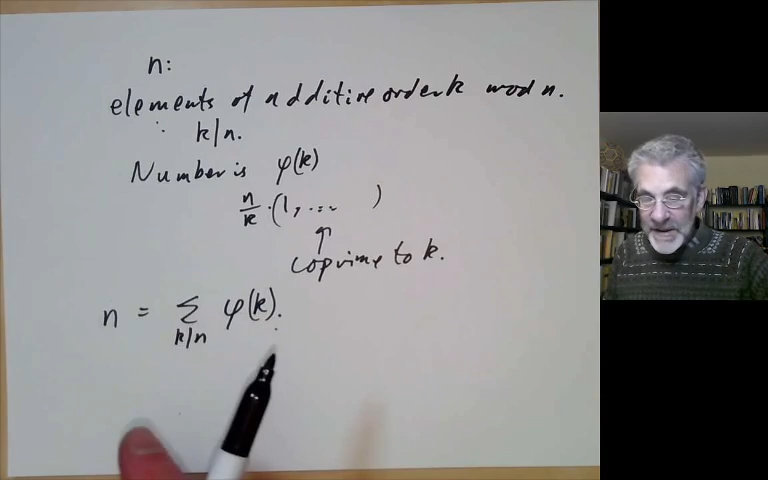 n:
elements of additive order k mod n.
k|n.
Number is φ(k)
n/k · (1, ... )
↑
coprime to k.
n = Σ φ(k).
k|n